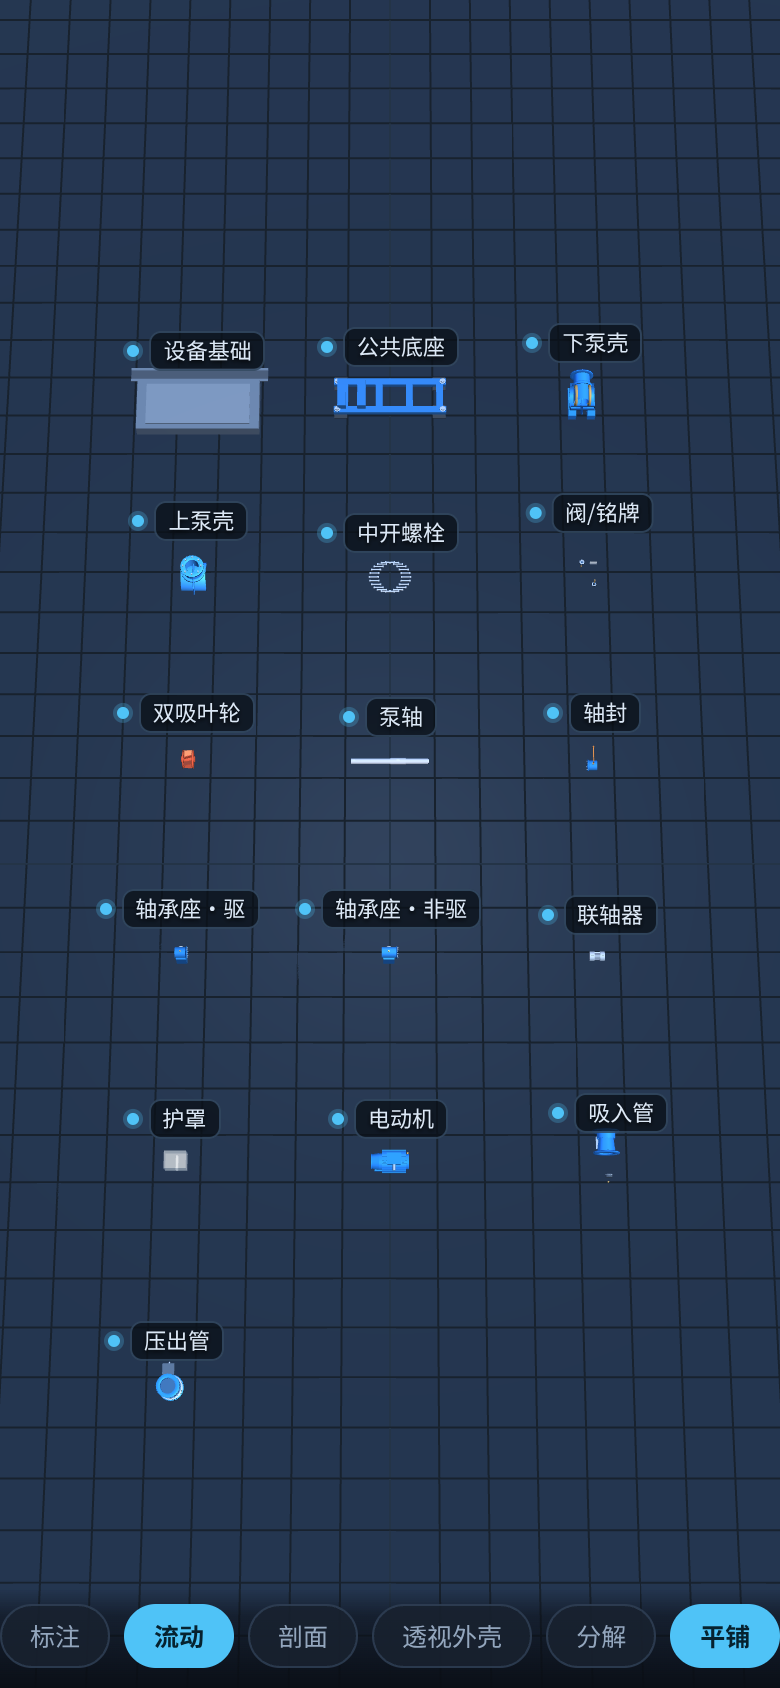 设备基础
公共底座
下泵壳
上泵壳
中开螺栓
阀/铭牌
双吸叶轮
泵轴
轴封
轴承座·驱
轴承座·非驱
联轴器
护罩
电动机
吸入管
压出管
标注
流动
剖面
透视外壳
分解
平铺